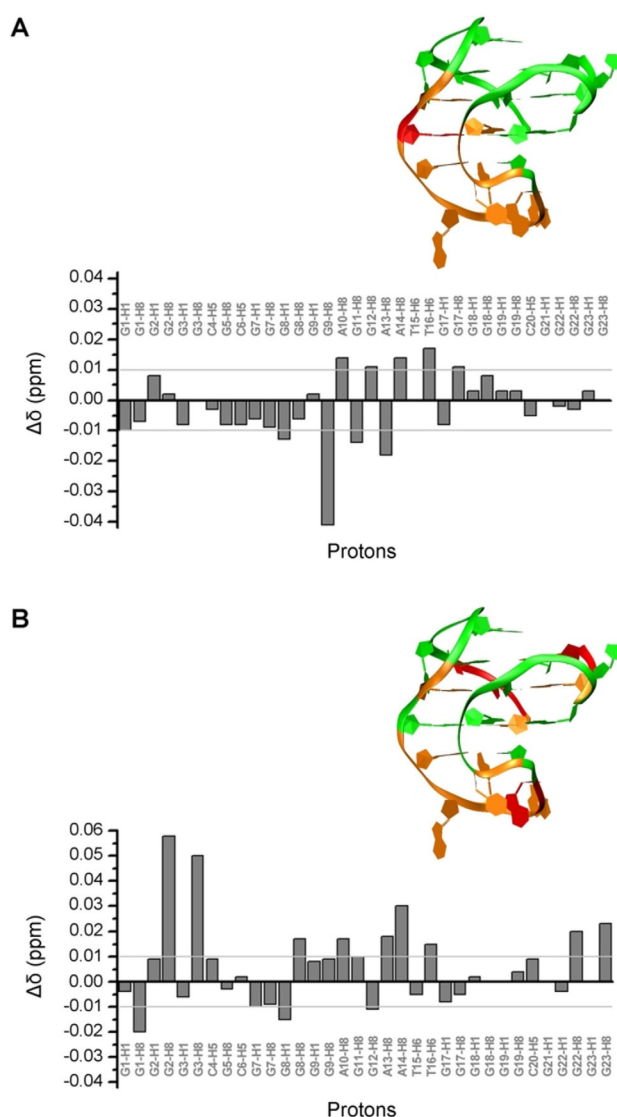 A
0.04
0.03
0.02
0.01
0.00
-0.01
-0.02
-0.03
-0.04
Δδ (ppm)
G1-H1
G1-H8
G2-H1
G2-H8
G3-H1
G3-H8
C4-H5
G5-H8
C6-H5
G7-H1
G7-H8
G8-H1
G8-H8
G9-H1
G9-H8
A10-H8
G11-H8
G12-H8
A13-H8
A14-H8
T15-H6
T16-H6
G17-H1
G17-H8
G18-H1
G18-H8
G19-H1
G19-H8
C20-H5
G21-H1
G22-H1
G22-H8
G23-H1
G23-H8
Protons
B
0.06
0.05
0.04
0.03
0.02
0.01
0.00
-0.01
-0.02
-0.03
-0.04
Δδ (ppm)
G1-H1
G1-H8
G2-H1
G2-H8
G3-H1
G3-H8
C4-H5
G5-H8
C6-H5
G7-H1
G7-H8
G8-H1
G8-H8
G9-H1
G9-H8
A10-H8
G11-H8
G12-H8
A13-H8
A14-H8
T15-H6
T16-H6
G17-H1
G17-H8
G18-H1
G18-H8
G19-H1
G19-H8
C20-H5
G21-H1
G22-H1
G22-H8
G23-H1
G23-H8
Protons